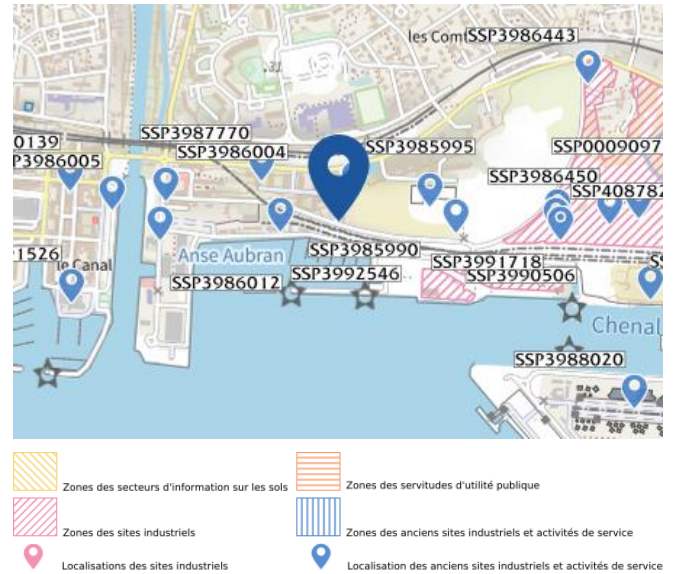 les Com
SSP3986443
SSP3987770
0139
SSP3986004
SSP3985995
SSP0009097
P3986005
SSP3986450
SSP408782
Anse Aubran
SSP3985990
1526
le Canal
SSP3991718
SSP3986012
SSP3992546
SSP3990506
Chenal
SSP3988020
Zones des secteurs d'information sur les sols
Zones des servitudes d'utilité publique
Zones des sites industriels
Zones des anciens sites industriels et activités de service
Localisations des sites industriels
Localisation des anciens sites industriels et activités de service